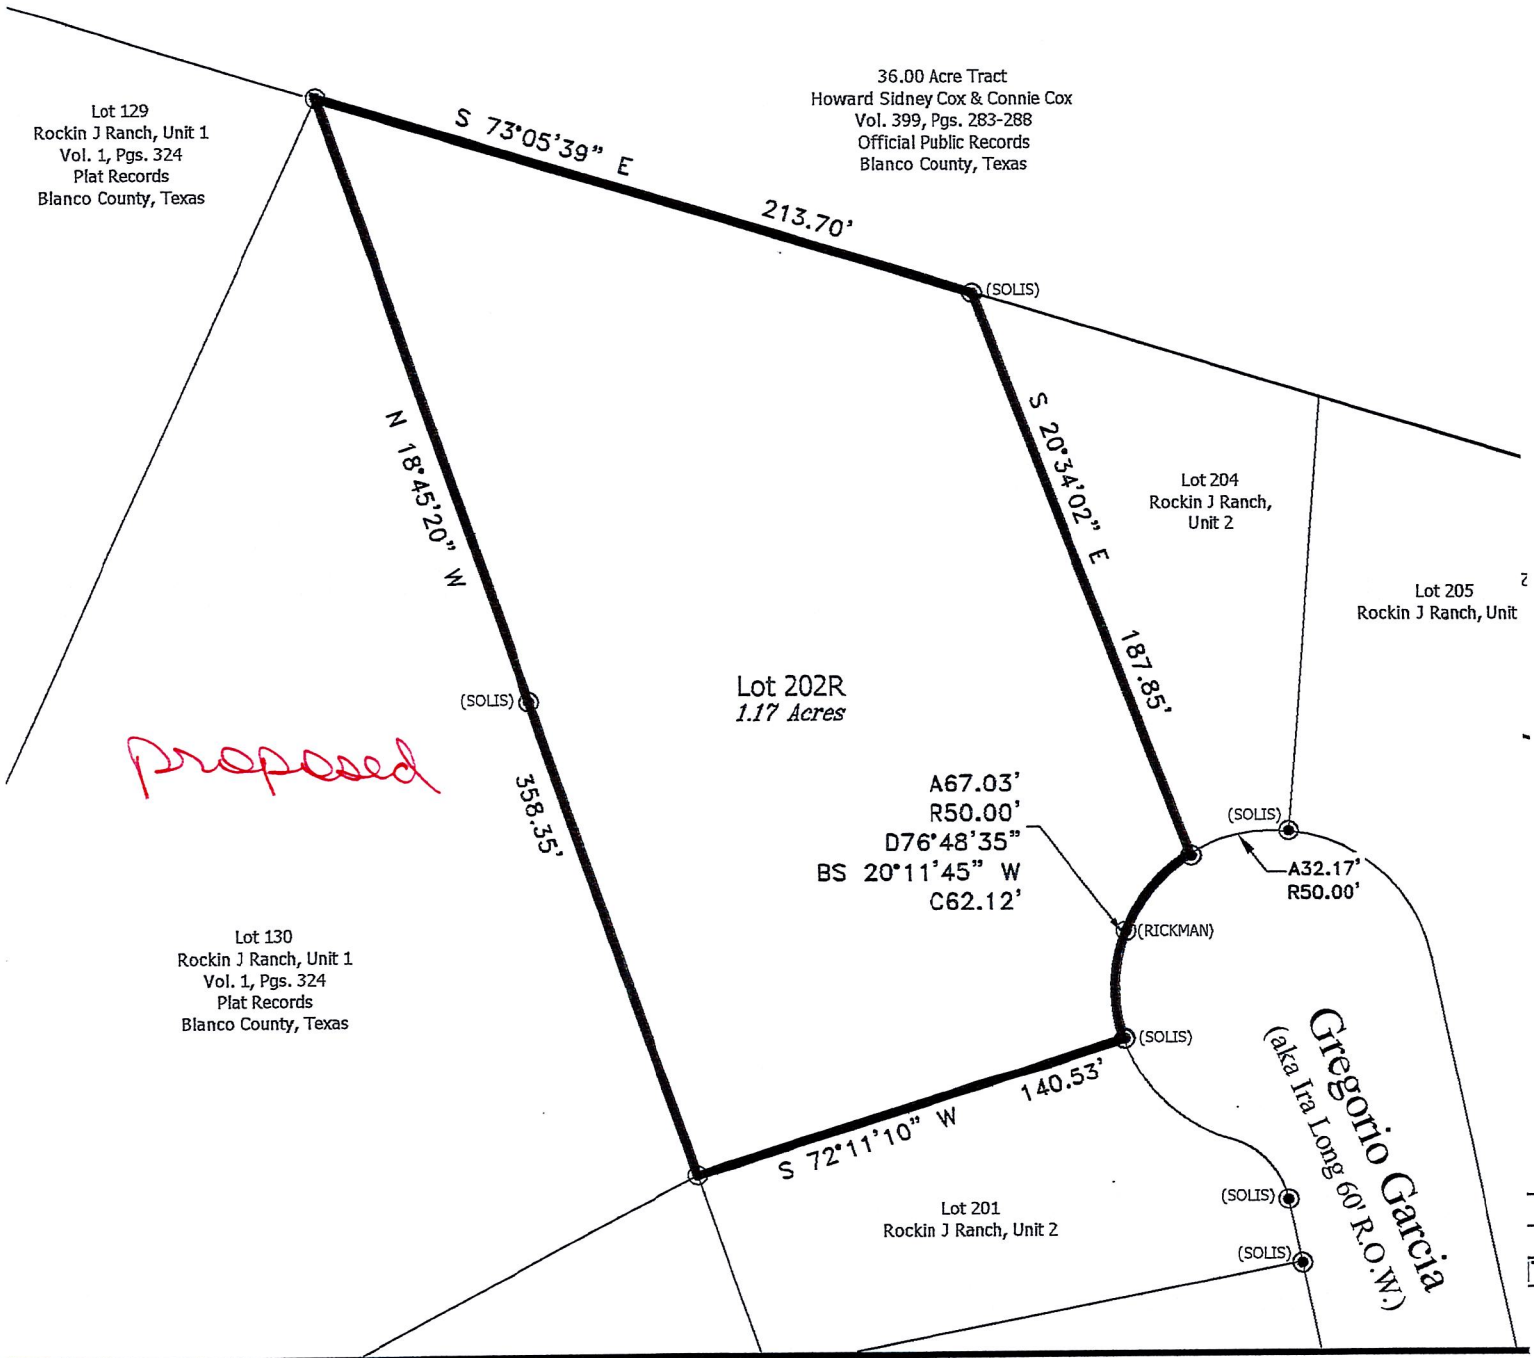 36.00 Acre Tract
Howard Sidney Cox & Connie Cox
Vol. 399, Pgs. 283-288
Official Public Records
Blanco County, Texas
Lot 129
Rockin J Ranch, Unit 1
Vol. 1, Pgs. 324
Plat Records
Blanco County, Texas
S 73°05'39" E
213.70'
(SOLIS)
N 18°45'20" W
S 20°34'02" E
Lot 204
Rockin J Ranch,
Unit 2
Lot 205
Rockin J Ranch, Unit
2
187.85'
Lot 202R
1.17 Acres
(SOLIS)
proposed
358.35'
A67.03'
R50.00'
D76°48'35"
BS 20°11'45" W
C62.12'
(SOLIS)
A32.17'
R50.00'
(RICKMAN)
Lot 130
Rockin J Ranch, Unit 1
Vol. 1, Pgs. 324
Plat Records
Blanco County, Texas
(SOLIS)
140.53'
S 72°11'10" W
Gregorio Garcia
(aka Ira Long 60' R.O.W.)
Lot 201
Rockin J Ranch, Unit 2
(SOLIS)
(SOLIS)